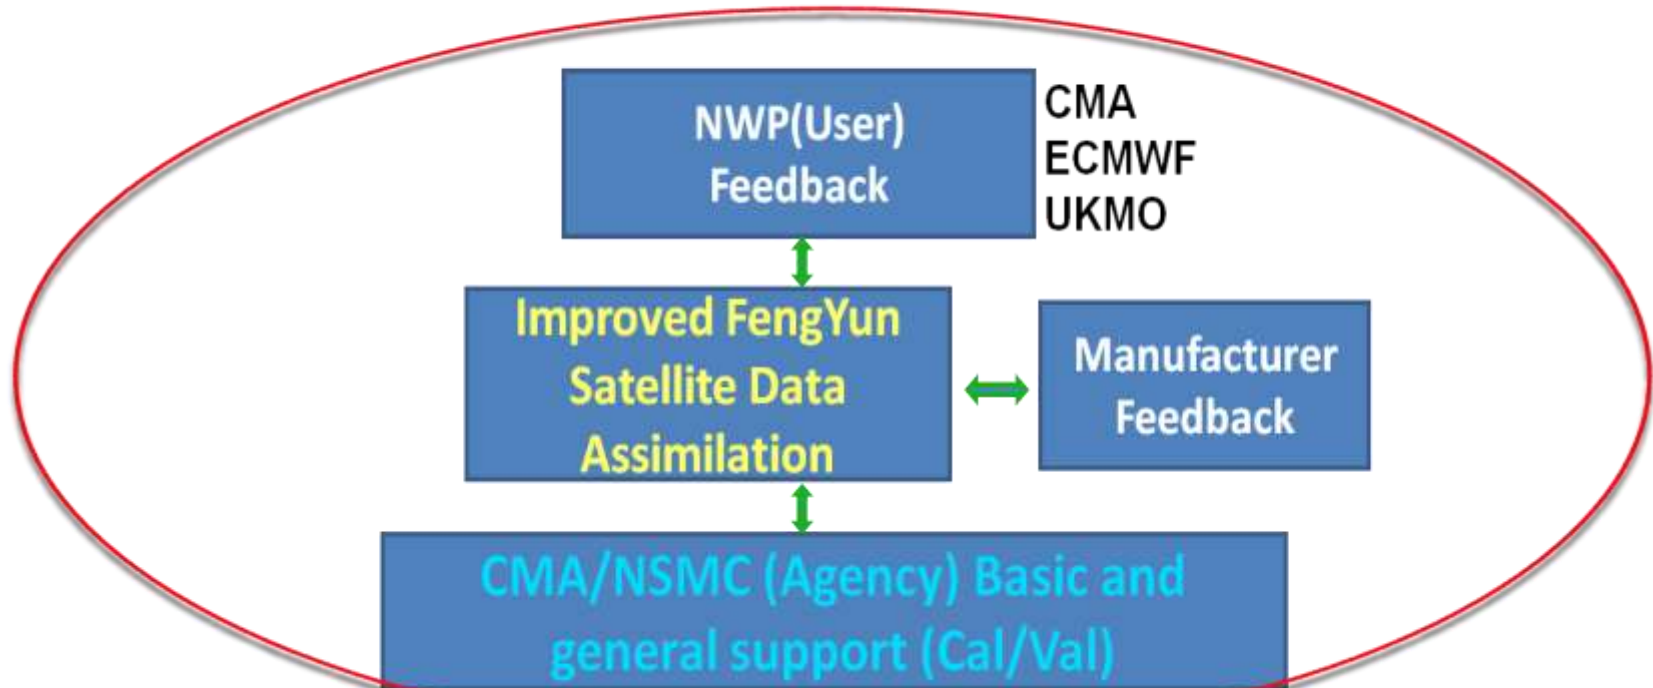 NWP(User)
Feedback
CMA
ECMWF
UKMO
Improved FengYun
Satellite Data
Assimilation
Manufacturer
Feedback
CMA/NSMC (Agency) Basic and
general support (Cal/Val)